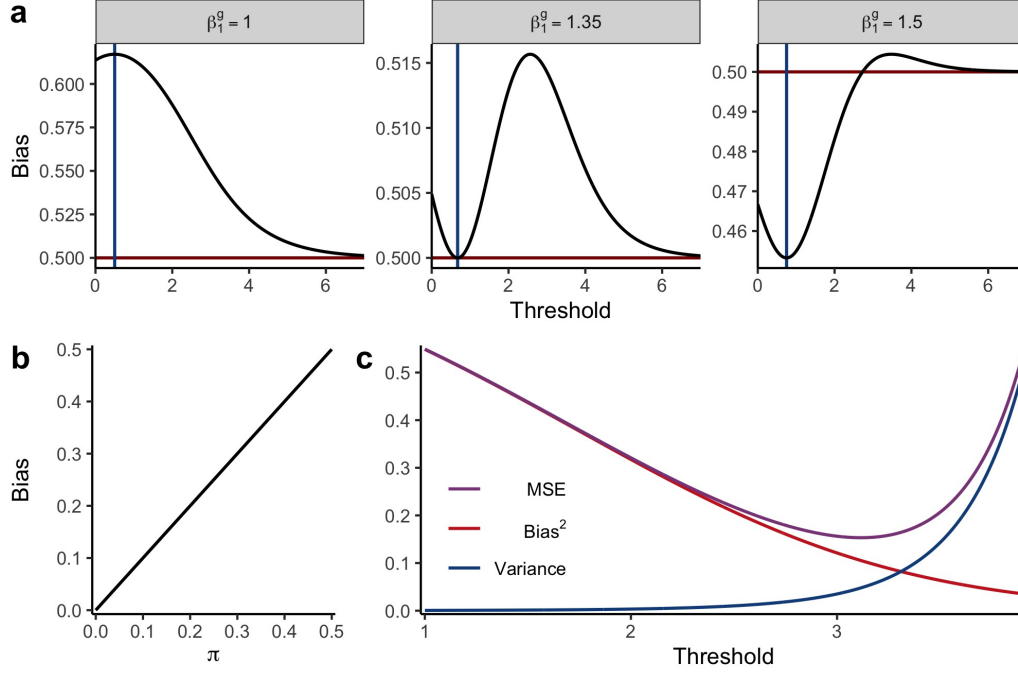 a
β₁ᵍ = 1
β₁ᵍ = 1.35
β₁ᵍ = 1.5
Bias
0.600
0.575
0.550
0.525
0.500
0 2 4 6
0.515
0.510
0.505
0.500
0 2 4 6
0.50
0.49
0.48
0.47
0.46
0 2 4 6
Threshold
b
Bias
0.5
0.4
0.3
0.2
0.1
0.0
0.0 0.1 0.2 0.3 0.4 0.5
π
c
0.5
0.4
0.3
0.2
0.1
0.0
MSE
Bias²
Variance
1 2 3
Threshold